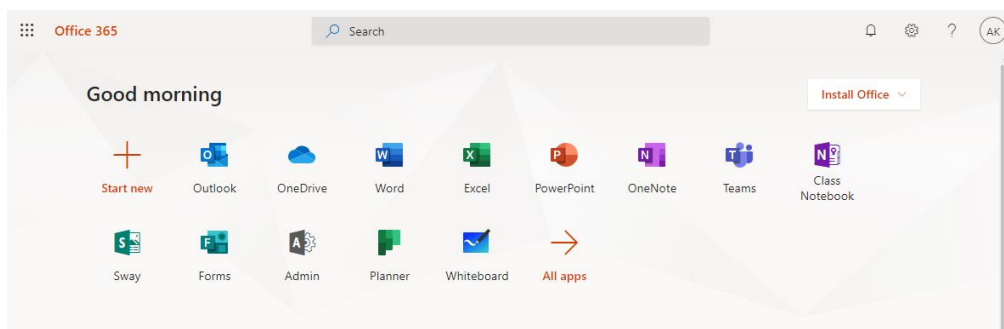 Office 365
Search
AK
Good morning
Install Office
Start new
Outlook
OneDrive
Word
Excel
PowerPoint
OneNote
Teams
Class
Notebook
Sway
Forms
Admin
Planner
Whiteboard
All apps